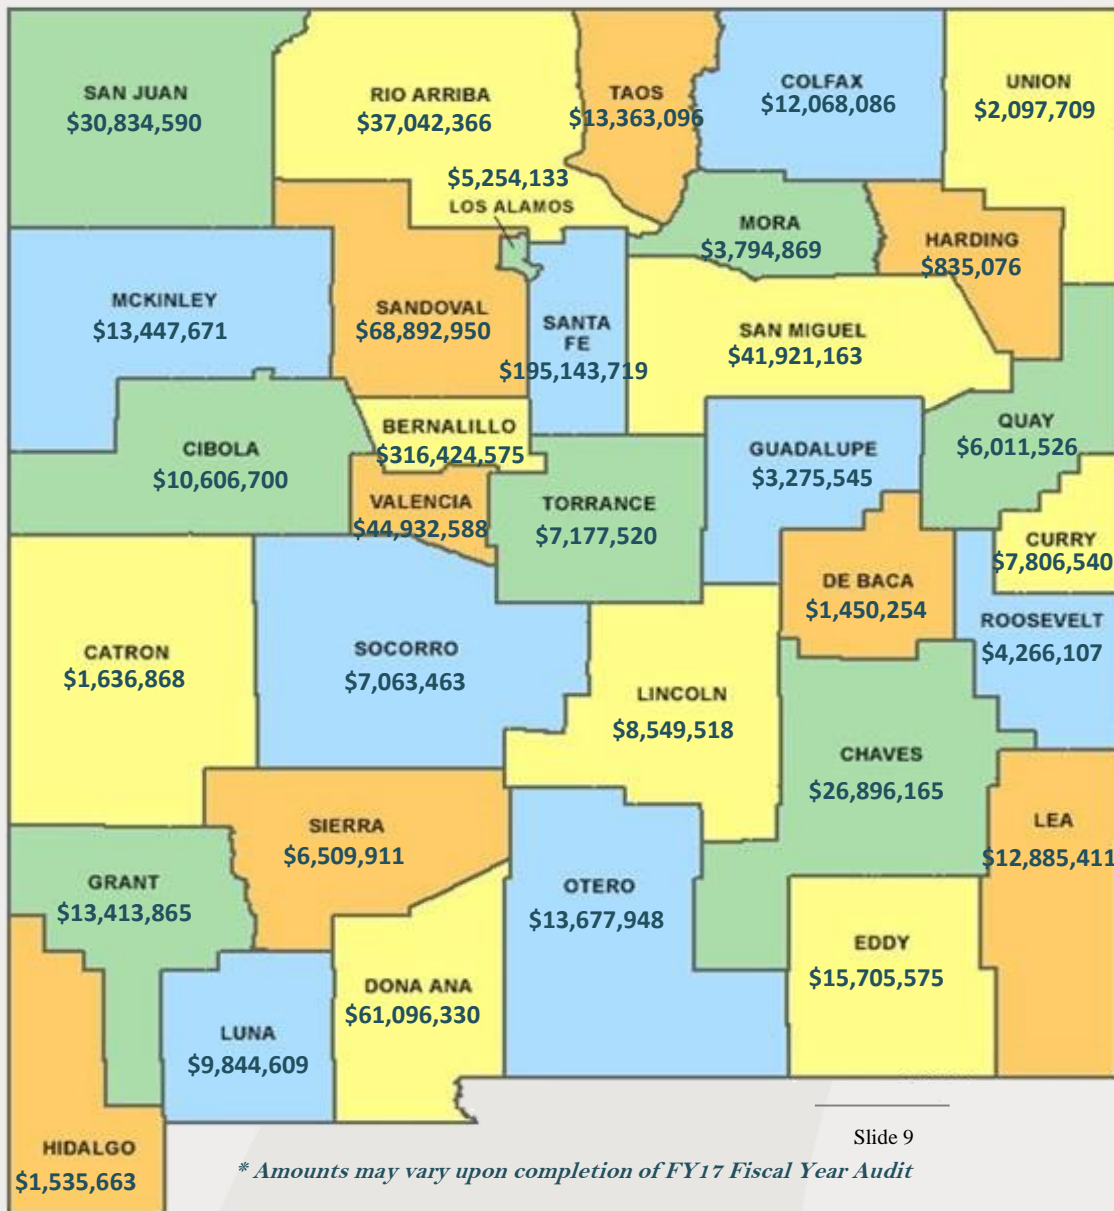 SAN JUAN
$30,834,590
RIO ARRIBA
$37,042,366
TAOS
$13,363,096
COLFAX
$12,068,086
UNION
$2,097,709
$5,254,133
LOS ALAMOS
MORA
$3,794,869
HARDING
$835,076
MCKINLEY
$13,447,671
SANDOVAL
$68,892,950
SANTA
FE
$195,143,719
SAN MIGUEL
$41,921,163
CIBOLA
$10,606,700
BERNALILLO
$316,424,575
GUADALUPE
$3,275,545
QUAY
$6,011,526
VALENCIA
$44,932,588
TORRANCE
$7,177,520
CURRY
$7,806,540
DE BACA
$1,450,254
ROOSEVELT
$4,266,107
CATRON
$1,636,868
SOCORRO
$7,063,463
LINCOLN
$8,549,518
CHAVES
$26,896,165
SIERRA
$6,509,911
LEA
$12,885,411
GRANT
$13,413,865
OTERO
$13,677,948
EDDY
$15,705,575
DONA ANA
$61,096,330
LUNA
$9,844,609
HIDALGO
$1,535,663
Slide 9
* Amounts may vary upon completion of FY17 Fiscal Year Audit